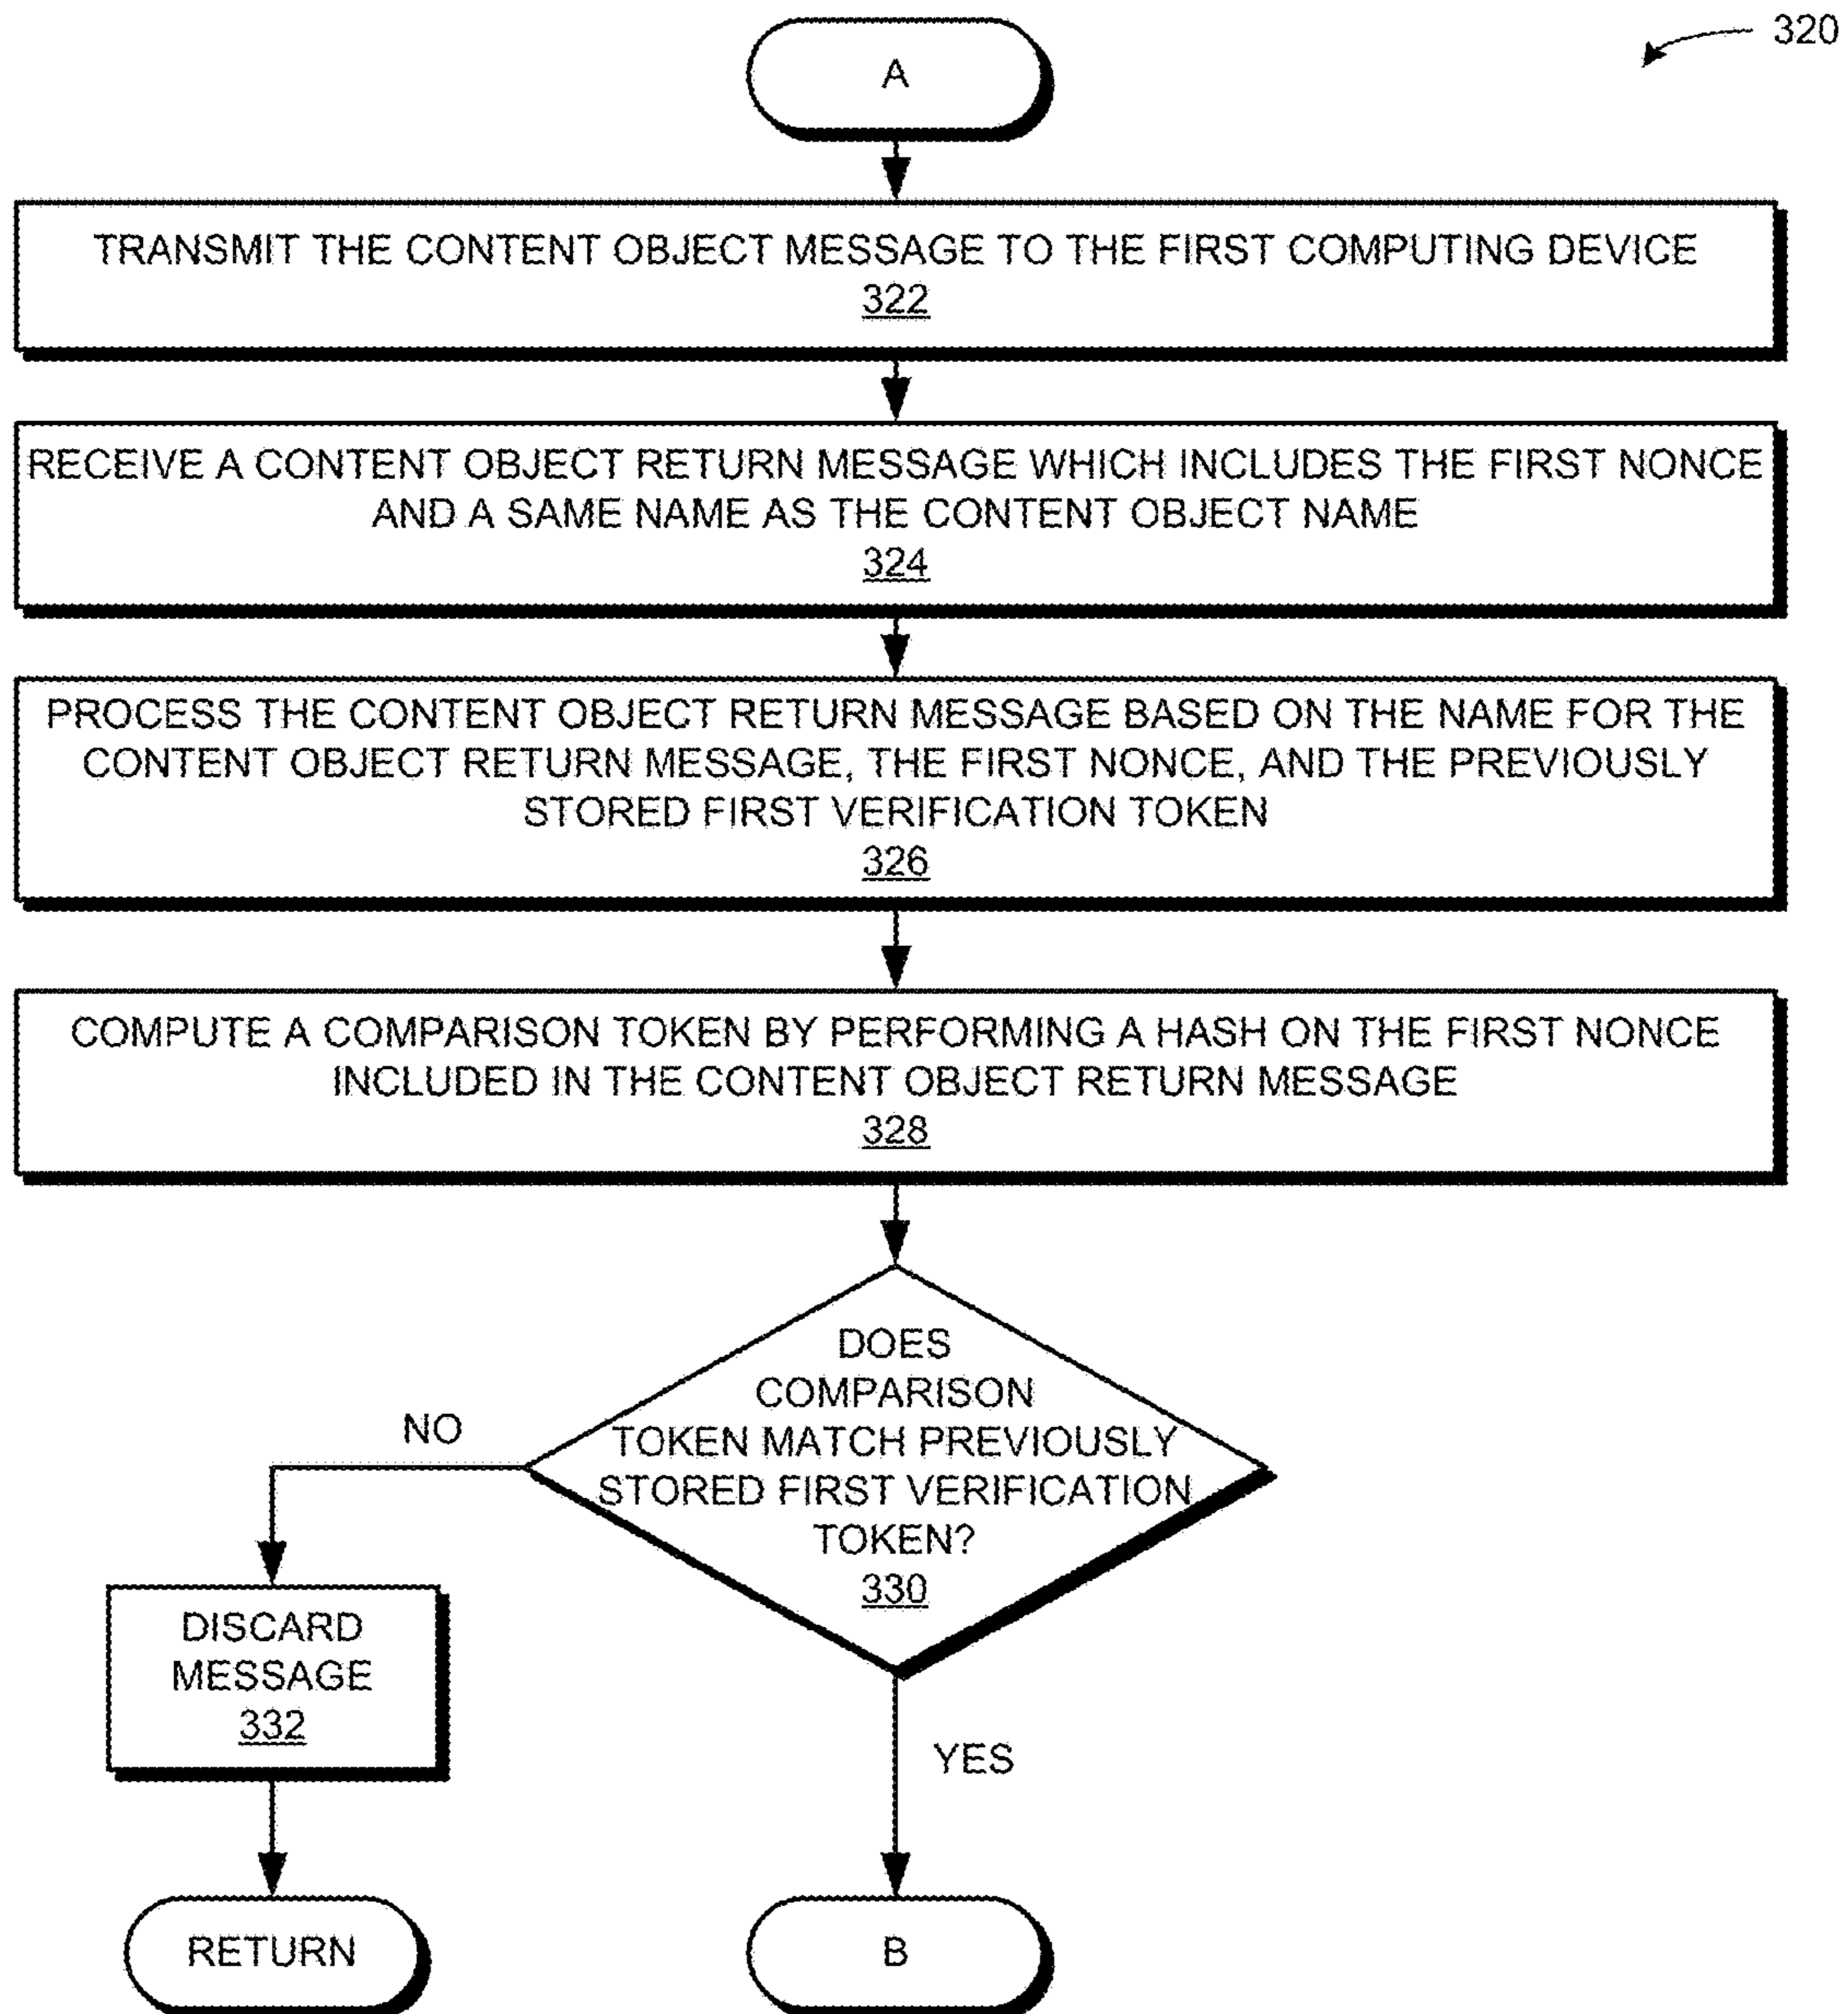 320
A
TRANSMIT THE CONTENT OBJECT MESSAGE TO THE FIRST COMPUTING DEVICE
322
RECEIVE A CONTENT OBJECT RETURN MESSAGE WHICH INCLUDES THE FIRST NONCE
AND A SAME NAME AS THE CONTENT OBJECT NAME
324
PROCESS THE CONTENT OBJECT RETURN MESSAGE BASED ON THE NAME FOR THE
CONTENT OBJECT RETURN MESSAGE, THE FIRST NONCE, AND THE PREVIOUSLY
STORED FIRST VERIFICATION TOKEN
326
COMPUTE A COMPARISON TOKEN BY PERFORMING A HASH ON THE FIRST NONCE
INCLUDED IN THE CONTENT OBJECT RETURN MESSAGE
328
DOES
COMPARISON
TOKEN MATCH PREVIOUSLY
STORED FIRST VERIFICATION
TOKEN?
330
NO
DISCARD
MESSAGE
332
YES
RETURN
B